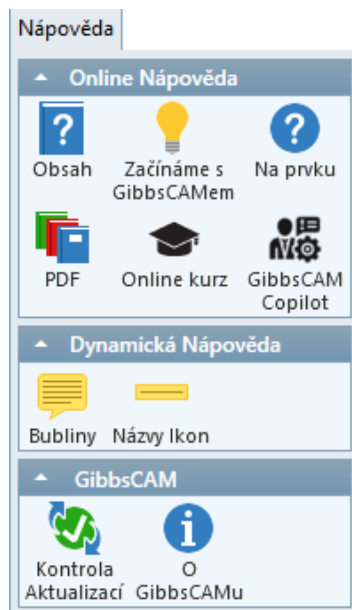 Nápověda
Online Nápověda
Obsah
Začínáme s
GibbsCAMem
Na prvku
PDF
Online kurz
GibbsCAM
Copilot
Dynamická Nápověda
Bubliny
Názvy Ikon
GibbsCAM
Kontrola
Aktualizací
O
GibbsCAMu